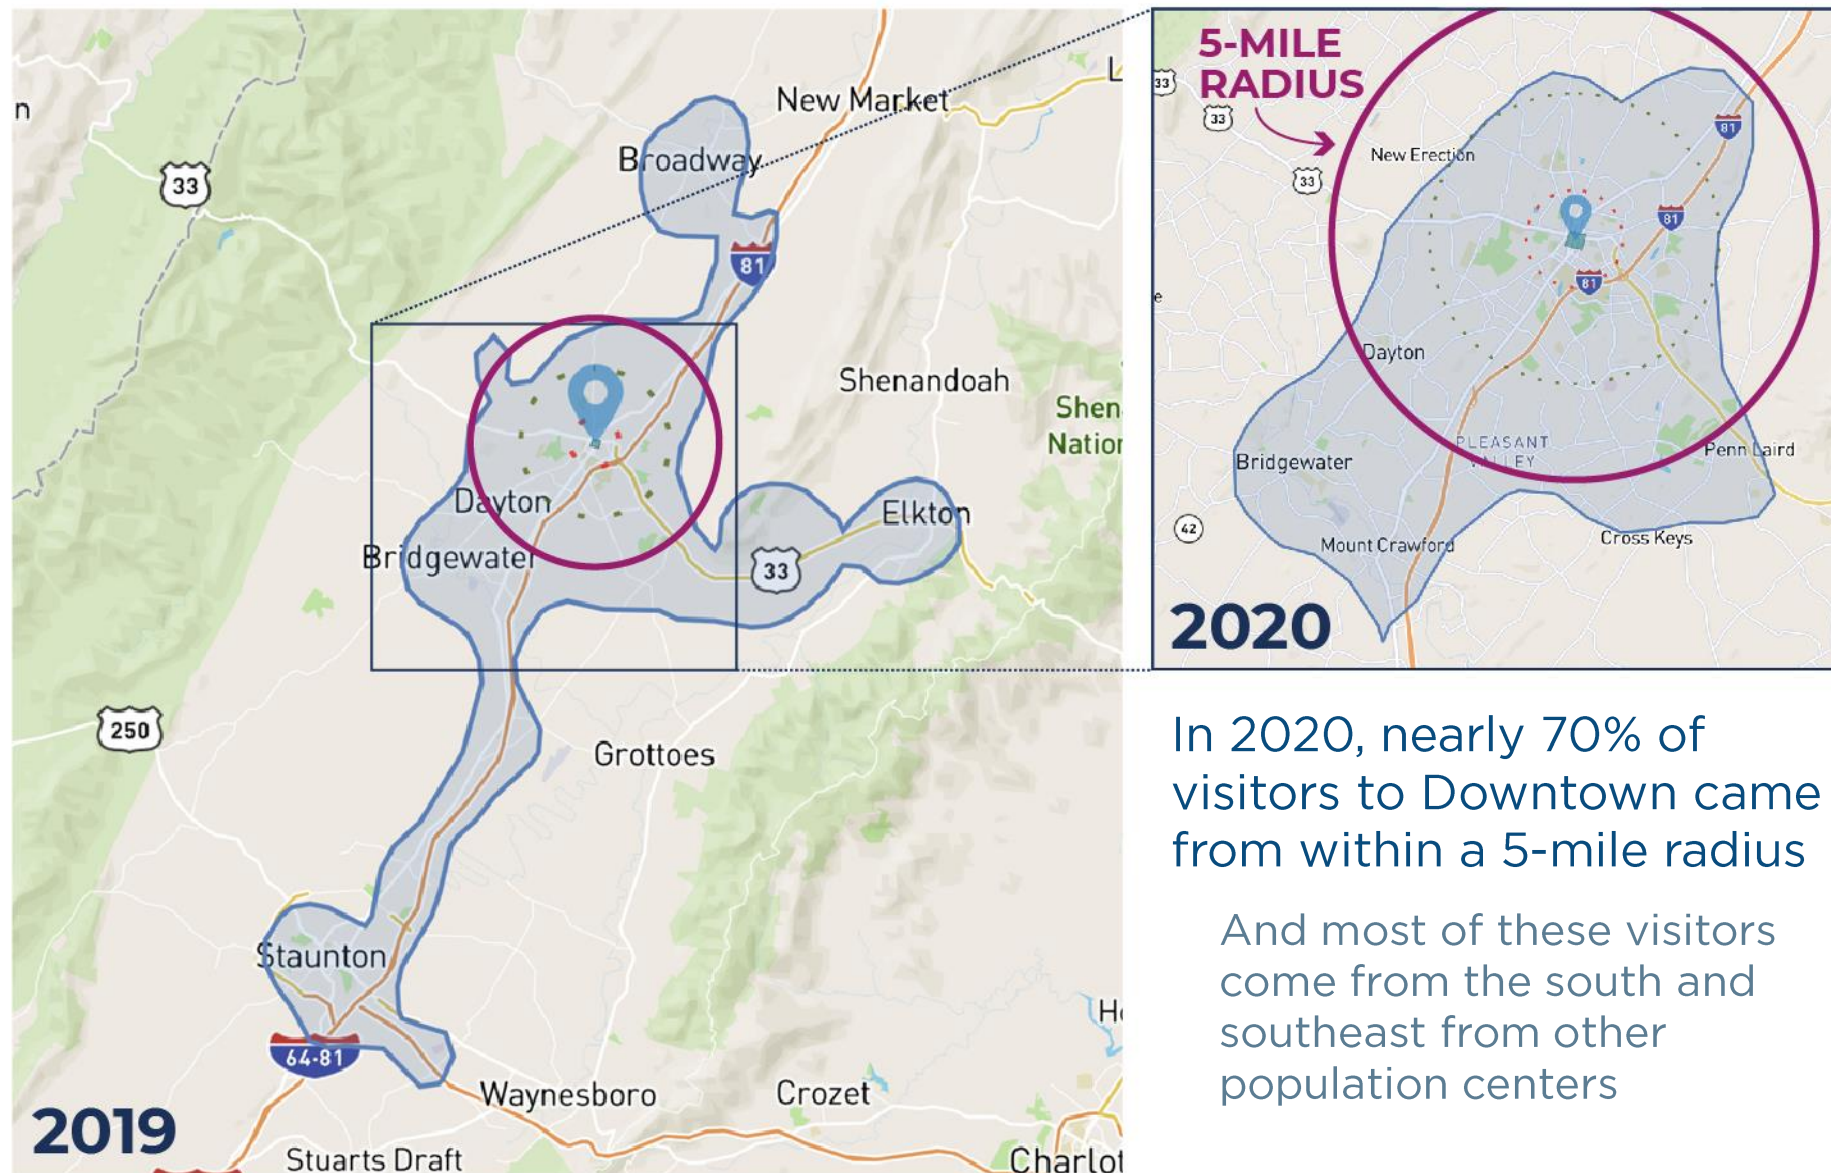 n
33
New Market
L
Broadway
81
Shenandoah
Shen
Nation
Dayton
Elkton
Bridgewater
33
250
Grottoes
Staunton
64-81
H
Waynesboro
Crozet
2019
Stuarts Draft
Charlot
5-MILE
RADIUS
33
33
81
New Erection
33
81
81
e
Dayton
PLEASANT
VALLEY
Penn Laird
Bridgewater
42
Mount Crawford
Cross Keys
2020
In 2020, nearly 70% of
visitors to Downtown came
from within a 5-mile radius
And most of these visitors
come from the south and
southeast from other
population centers